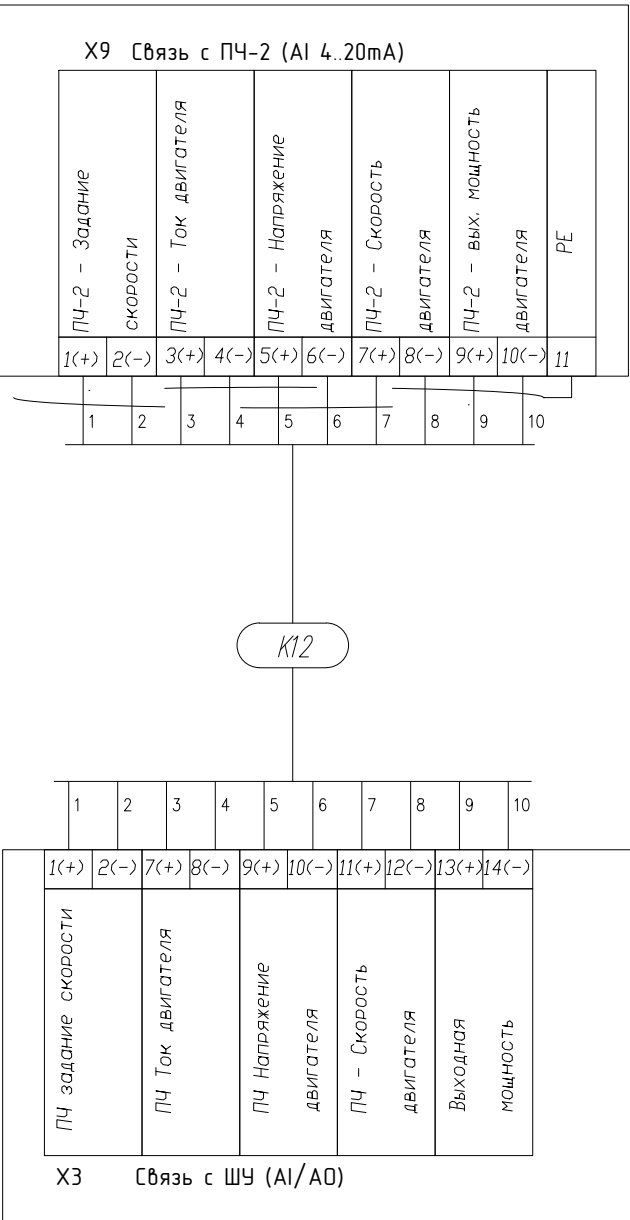 X9 Связь с ПЧ-2 (AI 4..20mA)
ПЧ-2 - Задание
скорости
ПЧ-2 - Ток двигателя
ПЧ-2 - Напряжение
двигателя
ПЧ-2 - Скорость
двигателя
ПЧ-2 - вых. мощность
двигателя
PE
1(+) 2(-) 3(+) 4(-) 5(+) 6(-) 7(+) 8(-) 9(+) 10(-) 11
1 2 3 4 5 6 7 8 9 10
K12
1 2 3 4 5 6 7 8 9 10
1(+) 2(-) 7(+) 8(-) 9(+) 10(-) 11(+) 12(-) 13(+) 14(-)
ПЧ задание скорости
ПЧ Ток двигателя
ПЧ Напряжение
двигателя
ПЧ - Скорость
двигателя
Выходная
мощность
X3 Связь с ШУ (AI/AO)